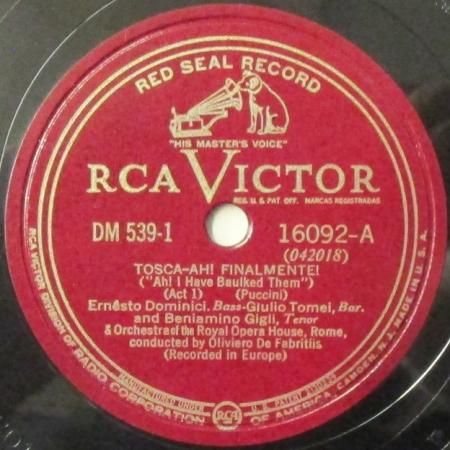 RED SEAL RECORD
"HIS MASTER'S VOICE"
RCA VICTOR
REG. U.S. PAT. OFF. MARCAS REGISTRADAS
DM 539-1
16092-A
(042018)
TOSCA-AH! FINALMENTE!
("Ah! I Have Baulked Them")
(Act 1) (Puccini)
Ernesto Dominici, Bass-Giulio Tomei, Bar.
and Beniamino Gigli, Tenor
& Orchestra of the Royal Opera House, Rome,
conducted by Oliviero De Fabritiis
(Recorded in Europe)
MANUFACTURED UNDER
RCA
RCA VICTOR DIVISION OF RADIO CORPORATION OF AMERICA, CAMDEN, N.J. MADE IN U.S.A.